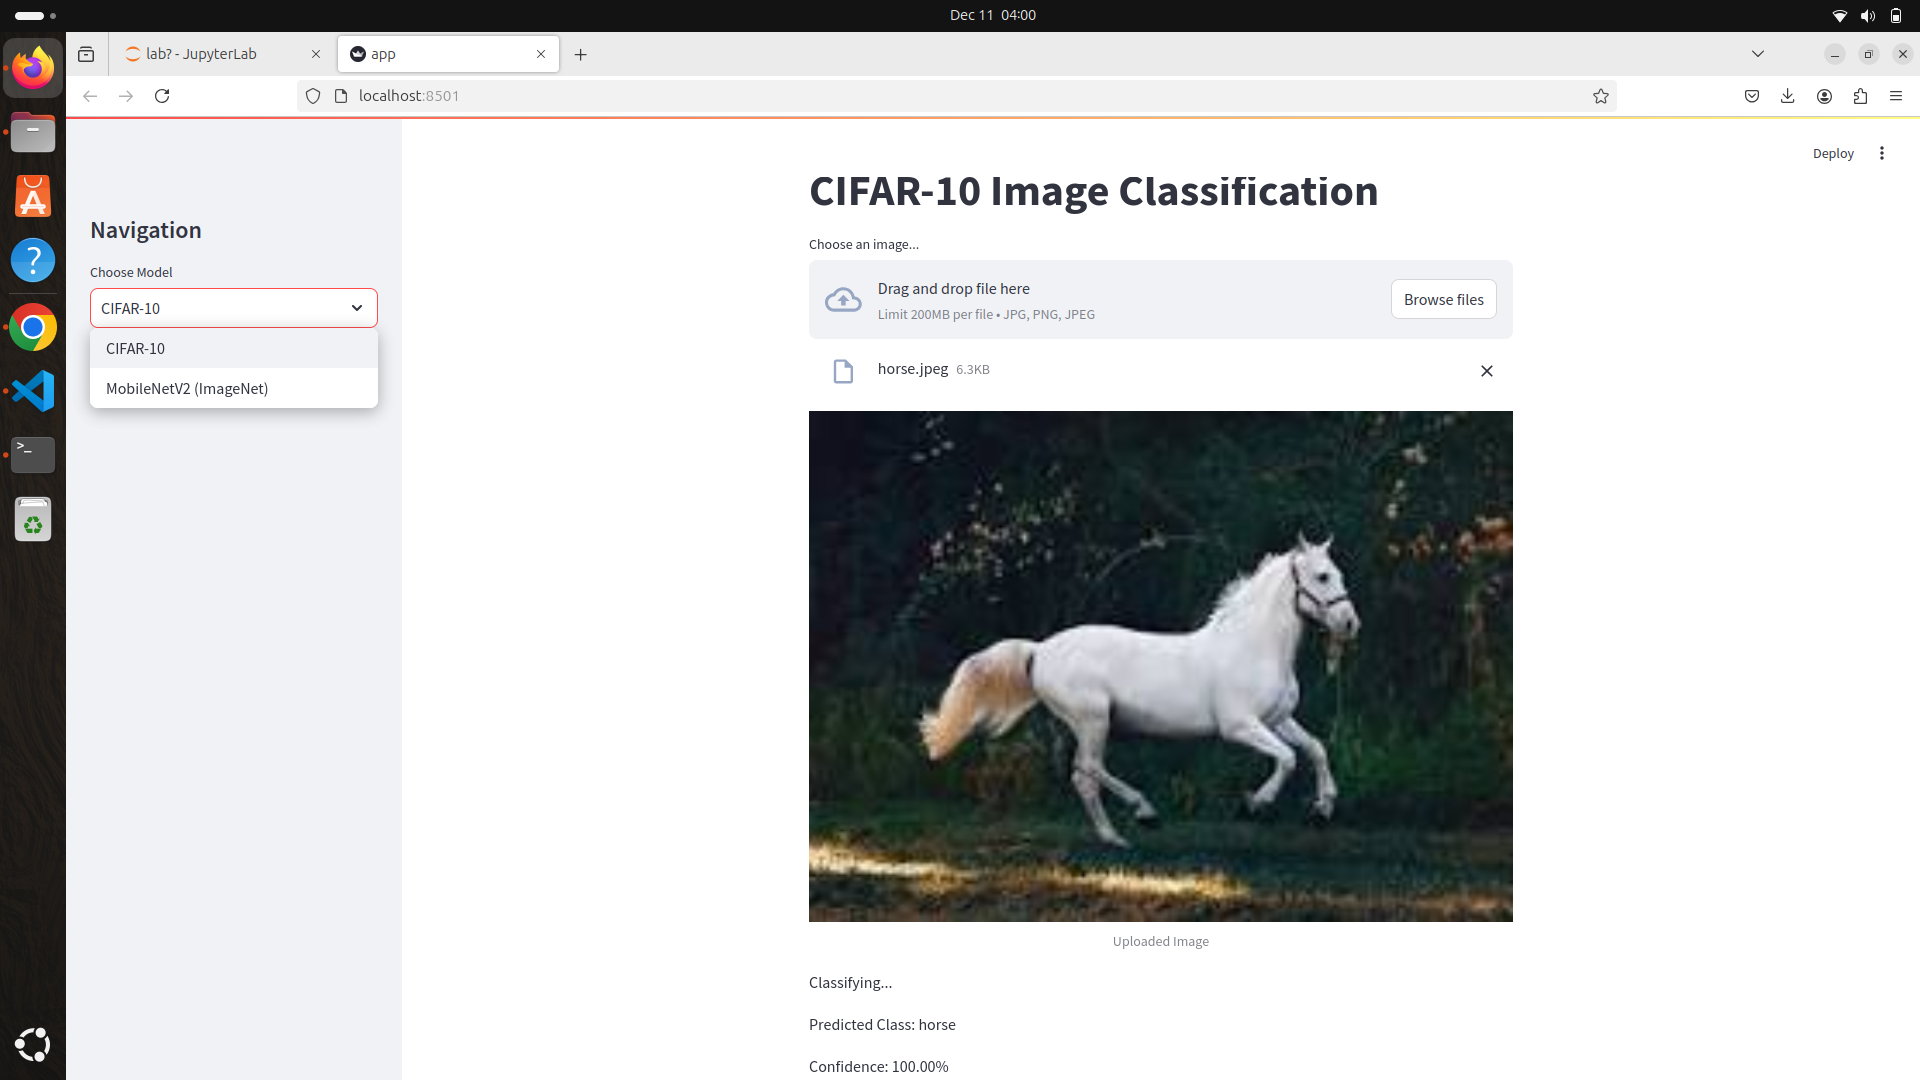 Dec 11 04:00
lab? - JupyterLab
app
localhost:8501
Deploy
Navigation
Choose Model
CIFAR-10
CIFAR-10
MobileNetV2 (ImageNet)
CIFAR-10 Image Classification
Choose an image...
Drag and drop file here
Limit 200MB per file • JPG, PNG, JPEG
Browse files
horse.jpeg 6.3KB
Uploaded Image
Classifying...
Predicted Class: horse
Confidence: 100.00%